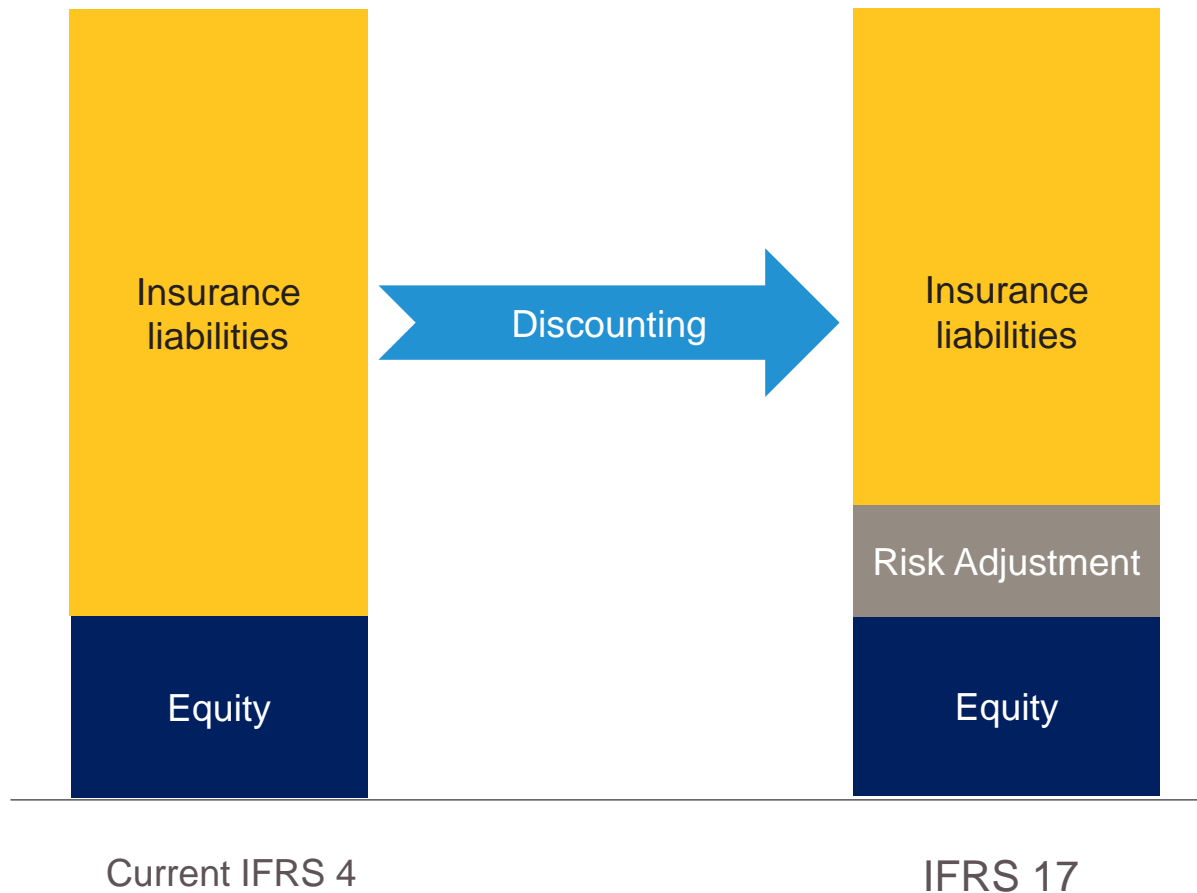 Insurance
liabilities
Discounting
Insurance
liabilities
Risk Adjustment
Equity
Equity
Current IFRS 4
IFRS 17